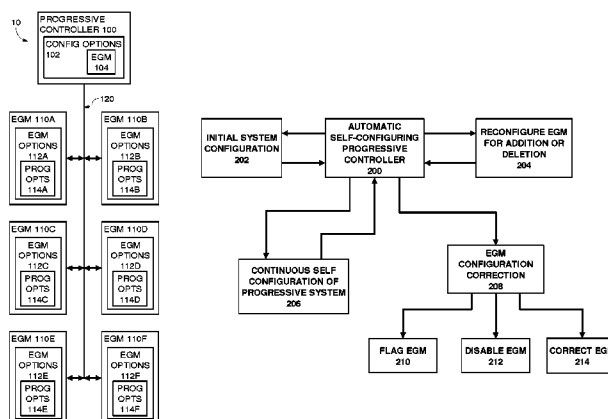 10
PROGRESSIVE
CONTROLLER 100
CONFIG OPTIONS
102
EGM
104
120
EGM 110A
EGM
OPTIONS
112A
PROG
OPTS
114A
EGM 110B
EGM
OPTIONS
112B
PROG
OPTS
114B
EGM 110C
EGM
OPTIONS
112C
PROG
OPTS
114C
EGM 110D
EGM
OPTIONS
112D
PROG
OPTS
114D
EGM 110E
EGM
OPTIONS
112E
PROG
OPTS
114E
EGM 110F
EGM
OPTIONS
112F
PROG
OPTS
114F
INITIAL SYSTEM
CONFIGURATION
202
AUTOMATIC
SELF-CONFIGURING
PROGRESSIVE
CONTROLLER
200
RECONFIGURE EGM
FOR ADDITION OR
DELETION
204
CONTINUOUS SELF
CONFIGURATION OF
PROGRESSIVE SYSTEM
206
EGM
CONFIGURATION
CORRECTION
208
FLAG EGM
210
DISABLE EGM
212
CORRECT EGM
214